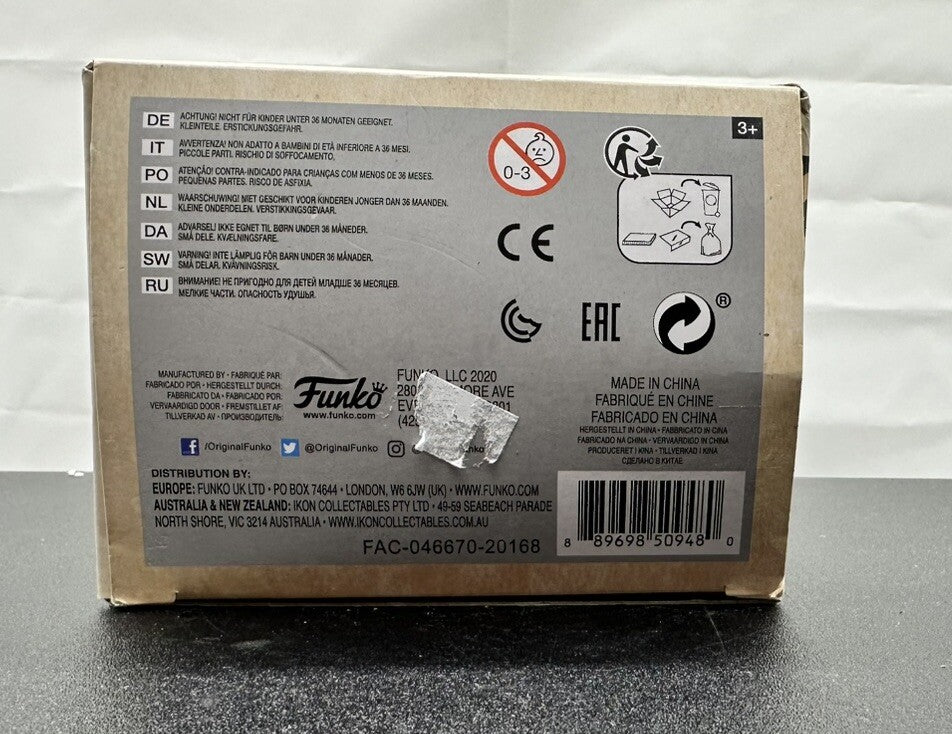 DE ACHTUNG! NICHT FÜR KINDER UNTER 36 MONATEN GEEIGNET.
KLEINTEILE. ERSTICKUNGSGEFAHR.
IT AVVERTENZA! NON ADATTO A BAMBINI DI ETÀ INFERIORE A 36 MESI.
PICCOLE PARTI. RISCHIO DI SOFFOCAMENTO.
PO ATENÇÃO! CONTRA-INDICADO PARA CRIANÇAS COM MENOS DE 36 MESES.
PEQUENAS PARTES. RISCO DE ASFIXIA.
NL WAARSCHUWING! NIET GESCHIKT VOOR KINDEREN JONGER DAN 36 MAANDEN.
KLEINE ONDERDELEN. VERSTIKKINGSGEVAAR.
DA ADVARSEL! IKKE EGNET TIL BØRN UNDER 36 MÅNEDER.
SMÅ DELE. KVÆLNINGSFARE.
SW VARNING! INTE LÄMPLIG FÖR BARN UNDER 36 MÅNADER.
SMÅ DELAR. KVÄVNINGSRISK.
RU ВНИМАНИЕ! НЕ ПРИГОДНО ДЛЯ ДЕТЕЙ МЛАДШЕ 36 МЕСЯЦЕВ.
МЕЛКИЕ ЧАСТИ. ОПАСНОСТЬ УДУШЬЯ.
0-3
3+
CE
EAC
®
MANUFACTURED BY • FABRIQUÉ PAR:
FABRICADO POR • HERGESTELLT DURCH:
FABBRICATO DA • FABRICADO POR:
VERVAARDIGD DOOR • FREMSTILLET AF:
TILLVERKAD AV • ПРОИЗВОДИТЕЛЬ:
Funko
www.funko.com
FUNKO, LLC 2020
AVE
/OriginalFunko @OriginalFunko
MADE IN CHINA
FABRIQUÉ EN CHINE
FABRICADO EN CHINA
HERGESTELLT IN CHINA • FABBRICATO IN CINA
FABRICADO NA CHINA • VERVAARDIGD IN CHINA
PRODUCERET I KINA • TILLVERKAD I KINA
СДЕЛАНО В КИТАЕ
DISTRIBUTION BY:
EUROPE: FUNKO UK LTD • PO BOX 74644 • LONDON, W6 6JW (UK) • WWW.FUNKO.COM
AUSTRALIA & NEW ZEALAND: IKON COLLECTABLES PTY LTD • 49-59 SEABEACH PARADE
NORTH SHORE, VIC 3214 AUSTRALIA • WWW.IKONCOLLECTABLES.COM.AU
FAC-046670-20168
8 89698 50948 0